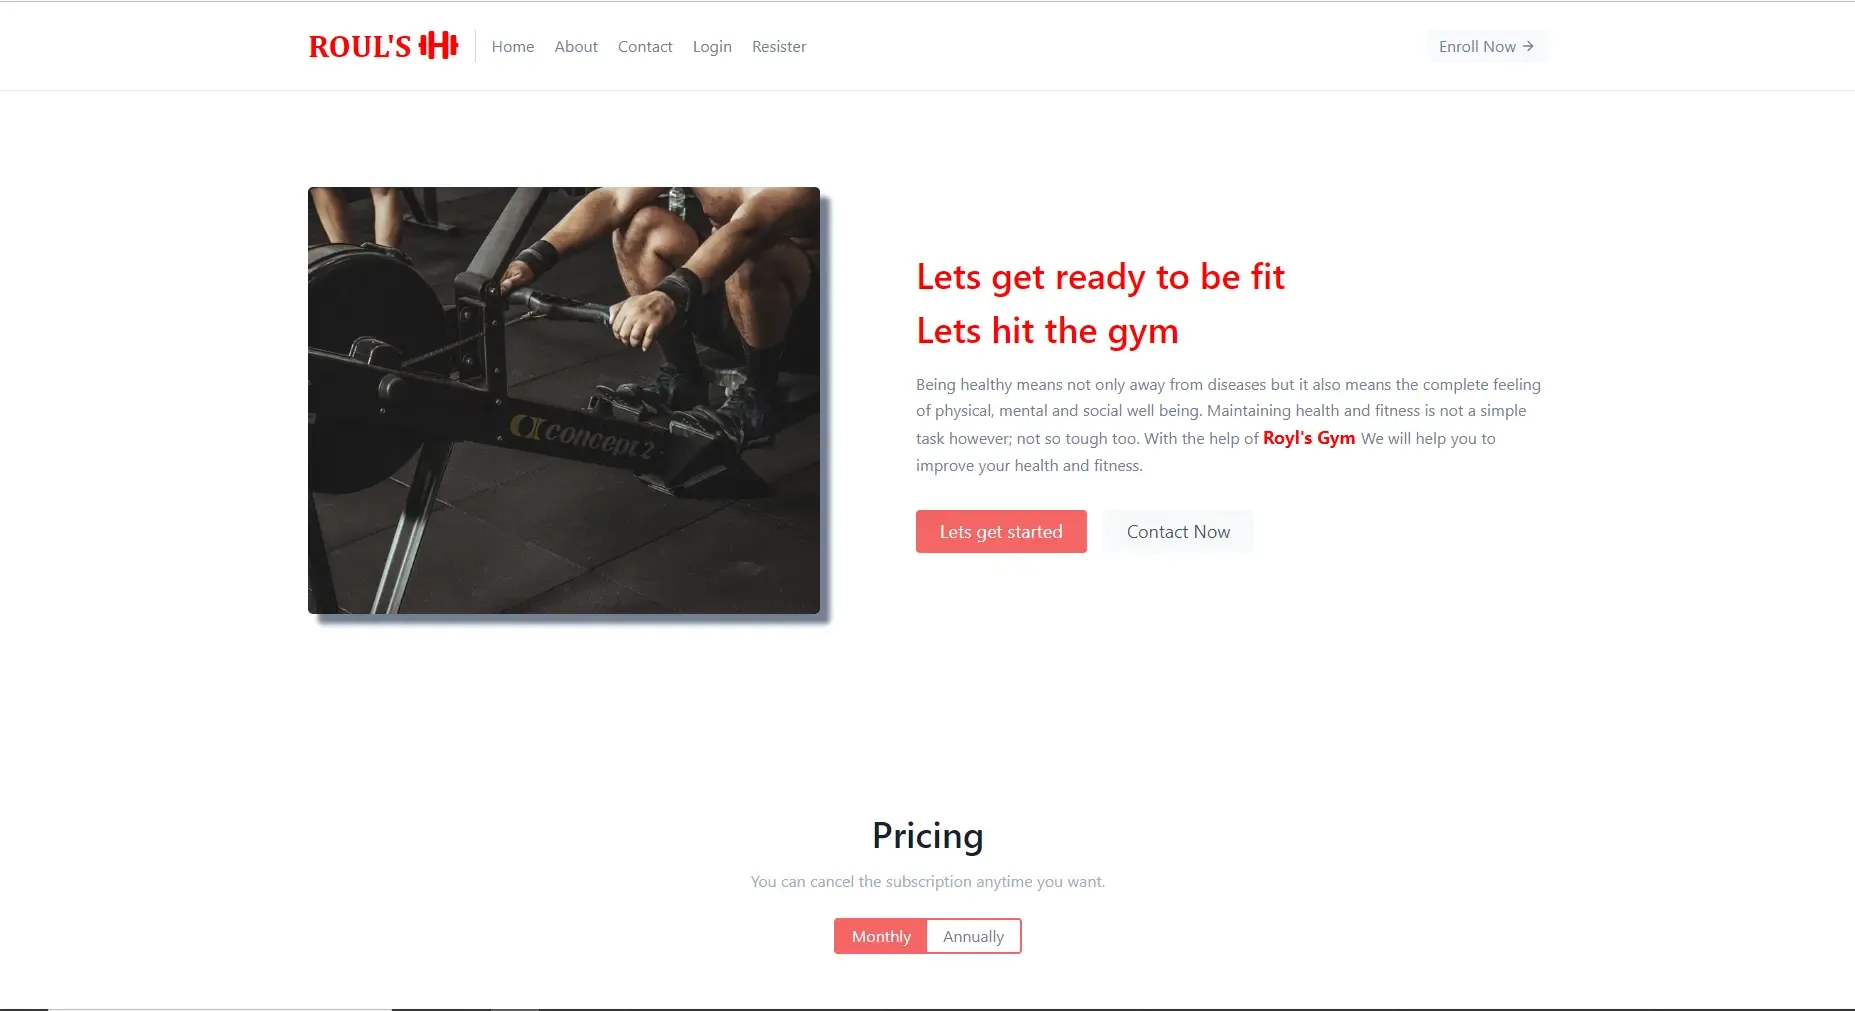 ROUL'S
Home About Contact Login Resister
Enroll Now →
concept 2
Lets get ready to be fit
Lets hit the gym
Being healthy means not only away from diseases but it also means the complete feeling
of physical, mental and social well being. Maintaining health and fitness is not a simple
task however; not so tough too. With the help of Royl's Gym We will help you to
improve your health and fitness.
Lets get started Contact Now
Pricing
You can cancel the subscription anytime you want.
Monthly Annually